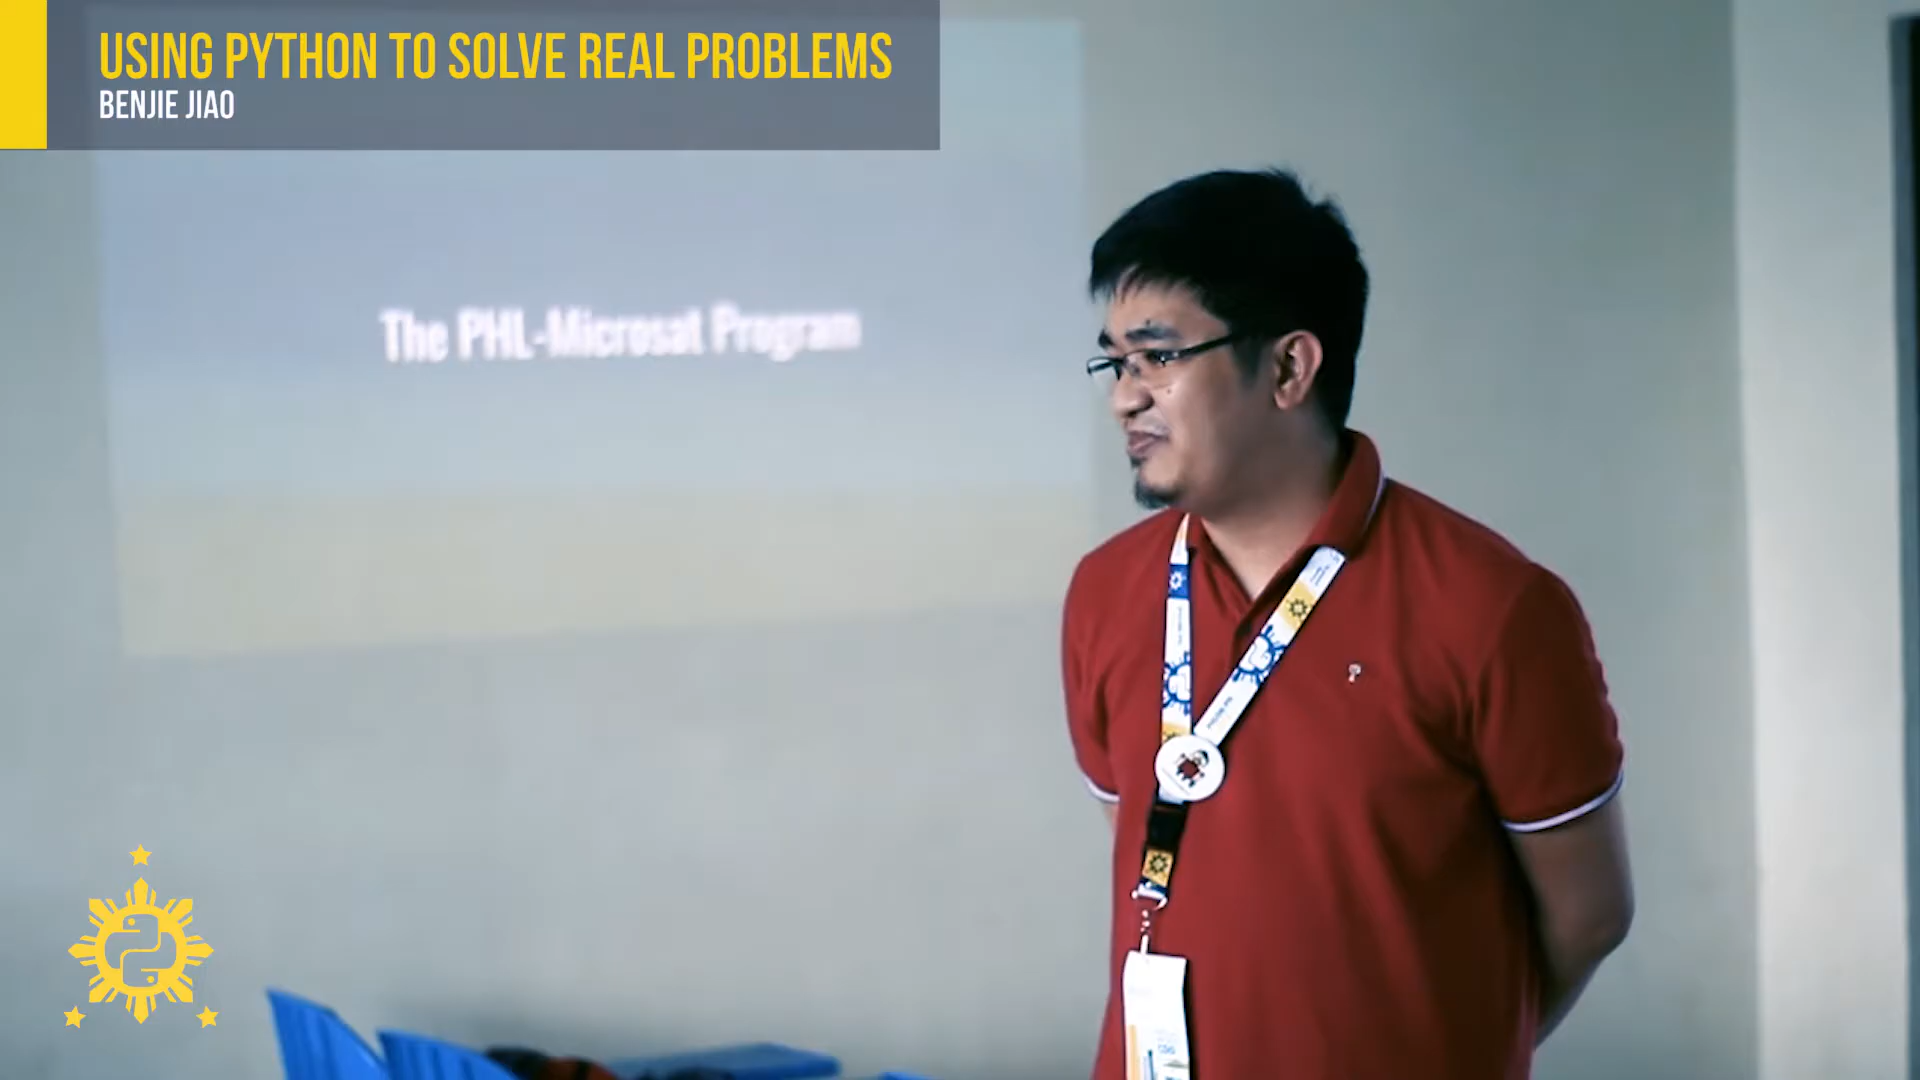 USING PYTHON TO SOLVE REAL PROBLEMS
BENJIE JIAO
The PHL-Microsat Program